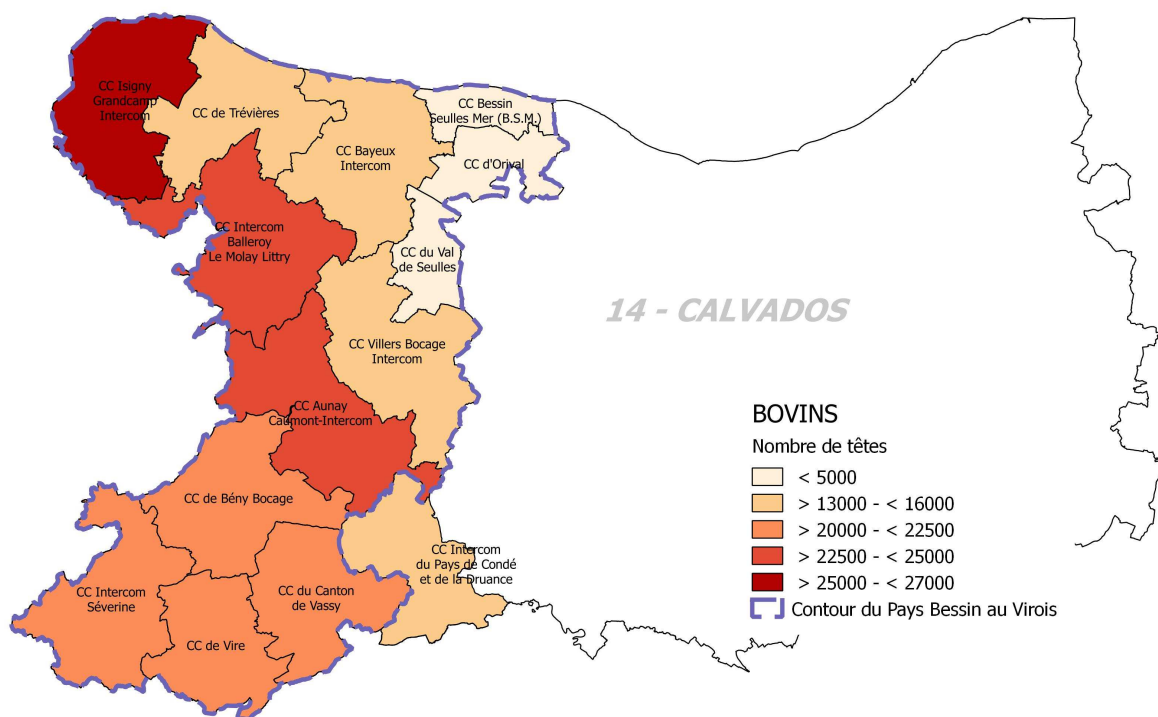 CC Isigny
Grandcamp
Intercom
CC de Trévières
CC Bessin
Seulles Mer (B.S.M.)
CC Bayeux
Intercom
CC d'Orival
CC Intercom
Balleroy
Le Molay Littry
CC du Val
de Seulles
14 - CALVADOS
CC Villers Bocage
Intercom
CC Aunay
Caumont-Intercom
CC de Bény Bocage
CC Intercom
du Pays de Condé
et de la Druance
CC Intercom
Séverine
CC du Canton
de Vassy
CC de Vire
BOVINS
Nombre de têtes
< 5000
> 13000 - < 16000
> 20000 - < 22500
> 22500 - < 25000
> 25000 - < 27000
Contour du Pays Bessin au Virois